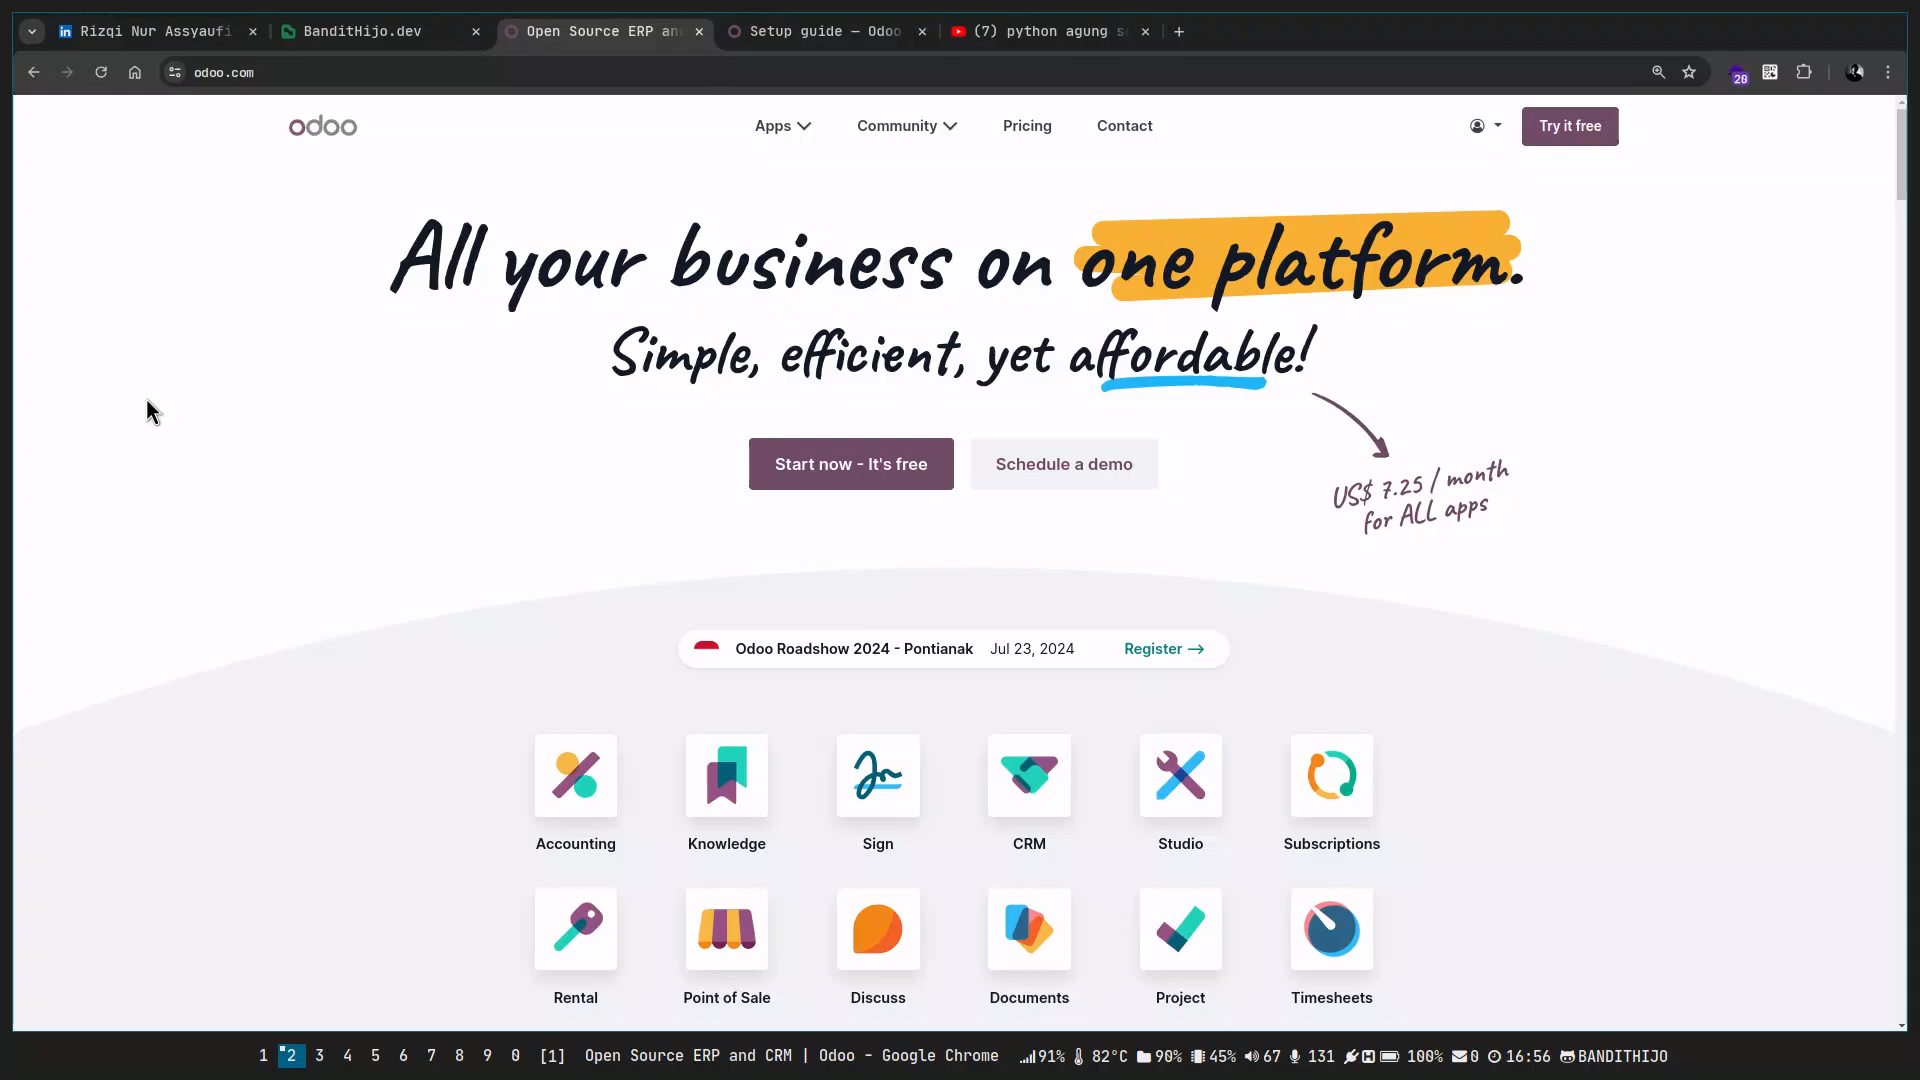 Rizqi Nur Assyaufi
BanditHijo.dev
Open Source ERP an
Setup guide — Odoo
(7) python agung s
odoo.com
20
odoo
Apps
Community
Pricing
Contact
Try it free
All your business on one platform.
Simple, efficient, yet affordable!
Start now - It's free
Schedule a demo
US$ 7.25 / month
for ALL apps
Odoo Roadshow 2024 - Pontianak Jul 23, 2024 Register
Accounting
Knowledge
Sign
CRM
Studio
Subscriptions
Rental
Point of Sale
Discuss
Documents
Project
Timesheets
1 2 3 4 5 6 7 8 9 0 [1] Open Source ERP and CRM | Odoo - Google Chrome 91% 82°C 90% 45% 67 131 100% 0 16:56 BANDITHIJO